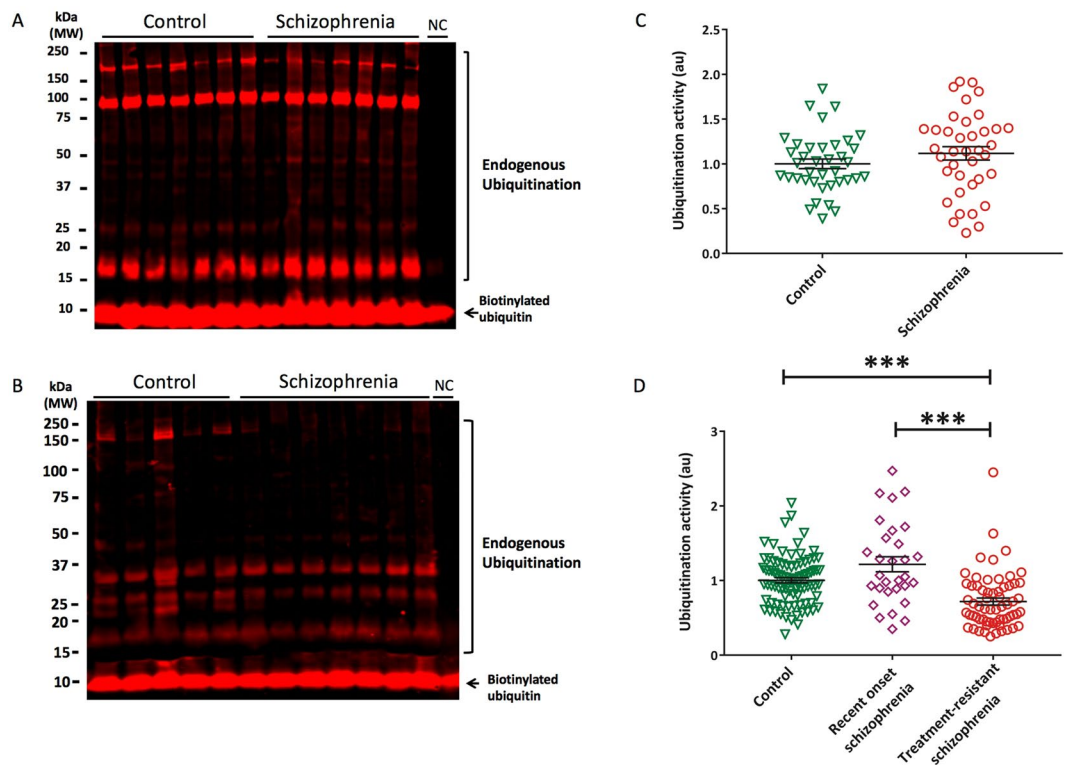 A
kDa
(MW)
Control
Schizophrenia
NC
250
150
100
75
50
37
25
20
15
10
Endogenous
Ubiquitination
Biotinylated
ubiquitin
B
kDa
(MW)
Control
Schizophrenia
NC
250
150
100
75
50
37
25
20
15
10
Endogenous
Ubiquitination
Biotinylated
ubiquitin
C
Ubiquitination activity (au)
2.5
2.0
1.5
1.0
0.5
0.0
Control
Schizophrenia
D
***
***
Ubiquitination activity (au)
3
2
1
0
Control
Recent onset
schizophrenia
Treatment-resistant
schizophrenia